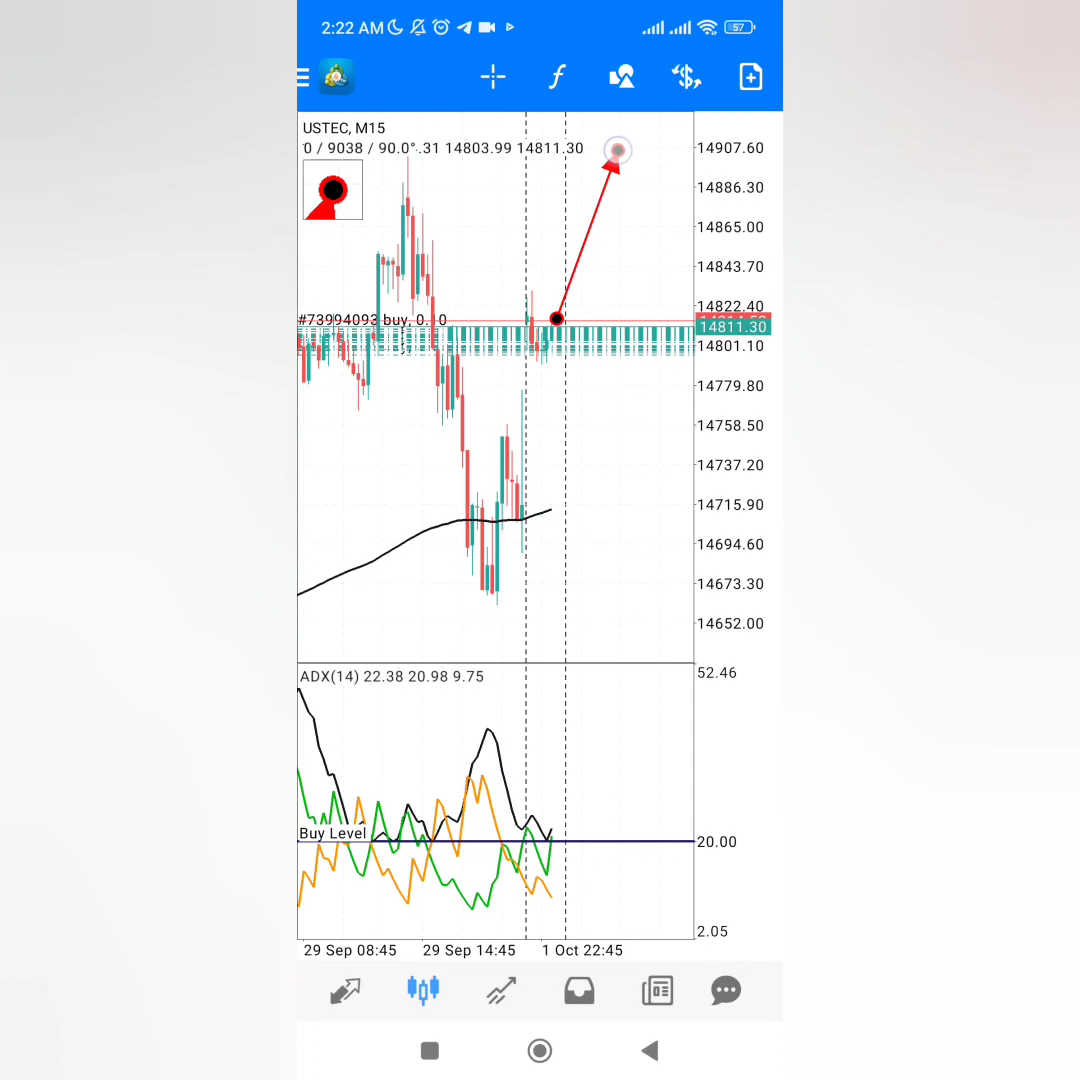 2:22 AM
57
USTEC, M15
0 / 9038 / 90.0°.31 14803.99 14811.30
14907.60
14886.30
14865.00
14843.70
14822.40
#73994093 buy, 0.10
14811.30
14801.10
14779.80
14758.50
14737.20
14715.90
14694.60
14673.30
14652.00
ADX(14) 22.38 20.98 9.75
52.46
Buy Level
20.00
2.05
29 Sep 08:45
29 Sep 14:45
1 Oct 22:45